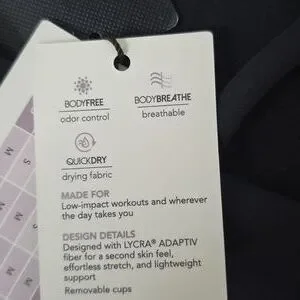 BODYFREE
odor control
BODYBREATHE
breathable
QUICKDRY
drying fabric
MADE FOR
Low-impact workouts and wherever
the day takes you
DESIGN DETAILS
Designed with LYCRA® ADAPTIV
fiber for a second skin feel,
effortless stretch, and lightweight
support
Removable cups
M
S
M
S
M
S
M
M